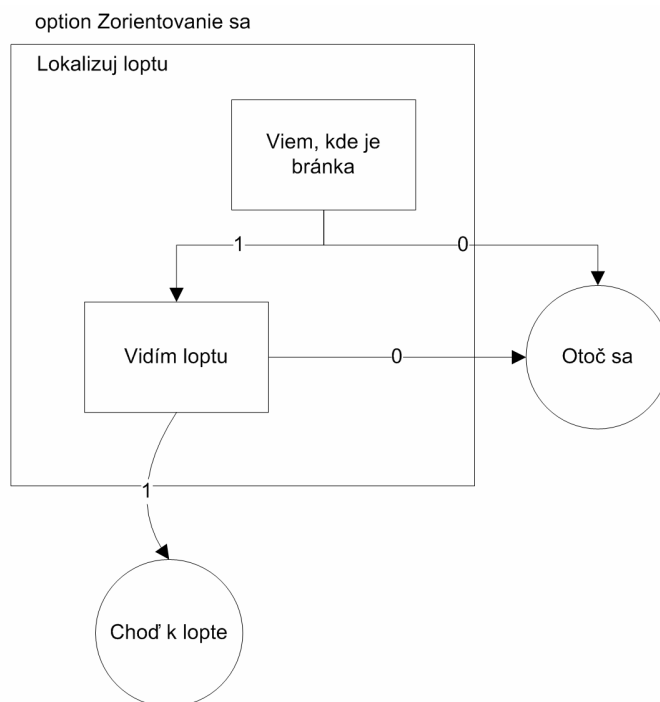 option Zorientovanie sa
Lokalizuj loptu
Viem, kde je
bránka
1
0
Vidím loptu
0
Otoč sa
1
Choď k lopte